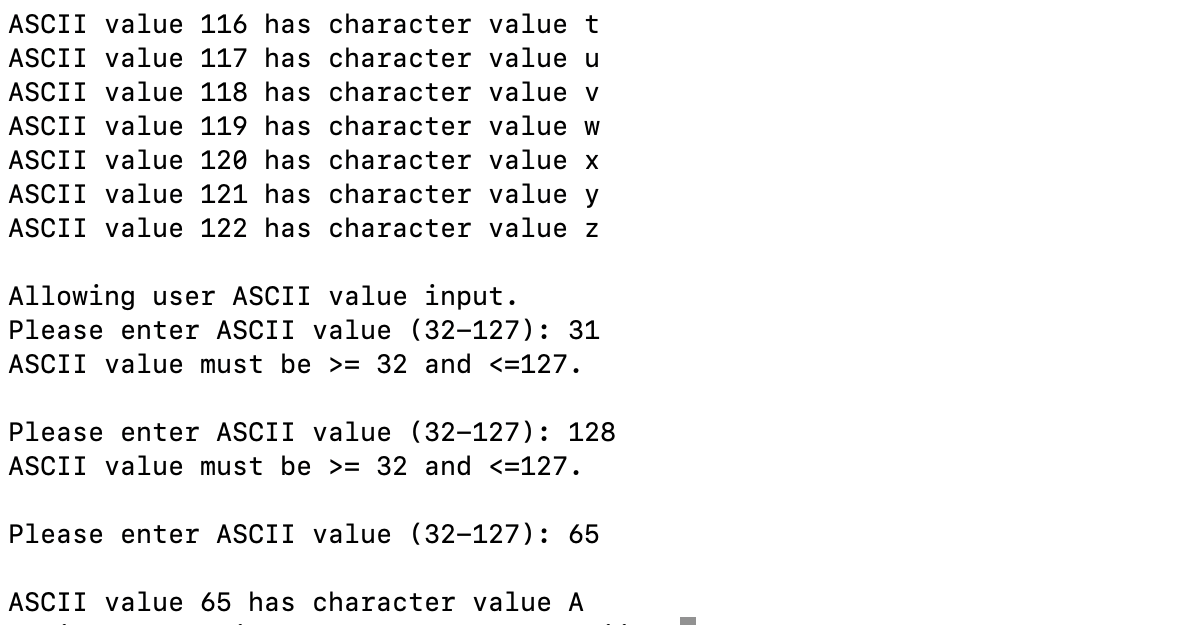 ASCII value 116 has character value t
ASCII value 117 has character value u
ASCII value 118 has character value v
ASCII value 119 has character value w
ASCII value 120 has character value x
ASCII value 121 has character value y
ASCII value 122 has character value z
Allowing user ASCII value input.
Please enter ASCII value (32-127): 31
ASCII value must be >= 32 and <=127.
Please enter ASCII value (32-127): 128
ASCII value must be >= 32 and <=127.
Please enter ASCII value (32-127): 65
ASCII value 65 has character value A